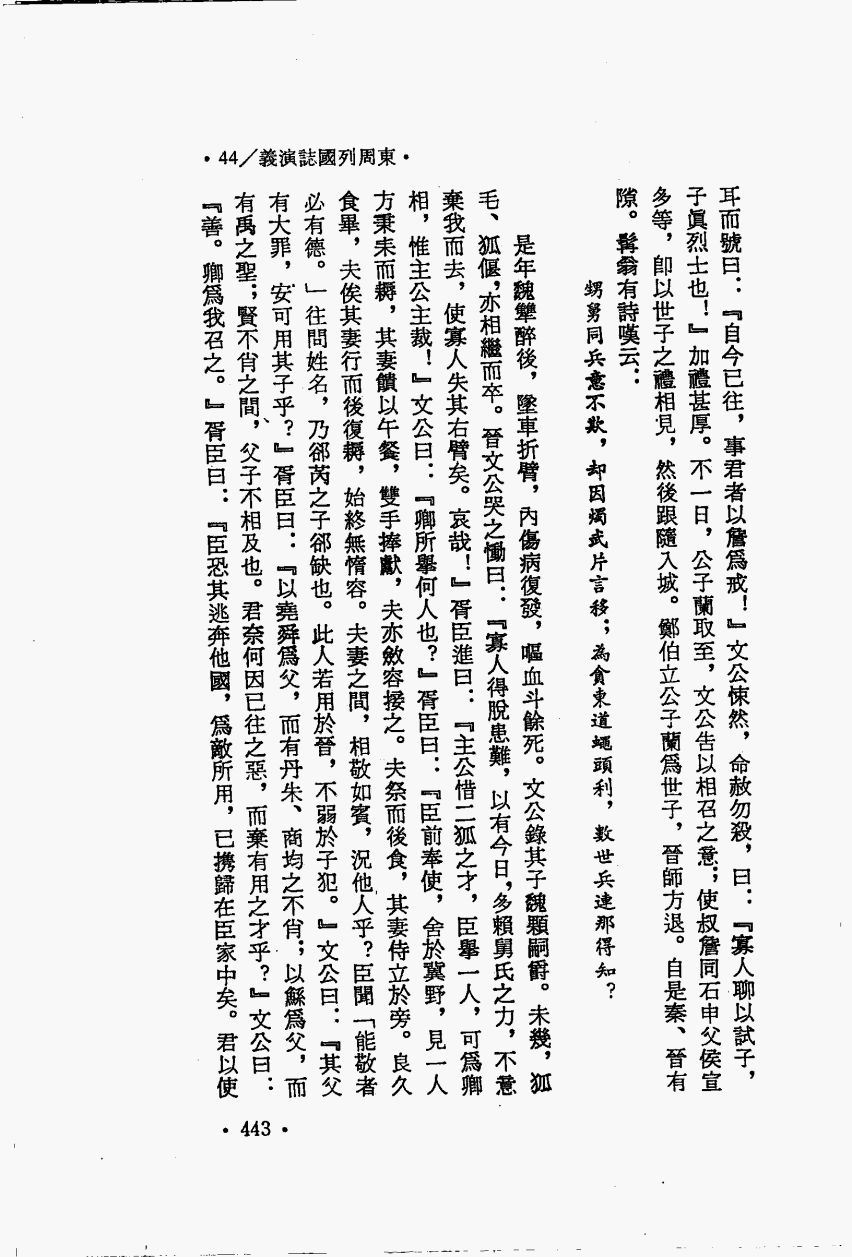 •東周列國誌演義/44•
耳而號曰：『自今已往，事君者以詹爲戒！』文公悚然，命赦勿殺，曰：『寡人聊以試子，
子眞烈士也！』加禮甚厚。不一日，公子蘭取至，文公告以相召之意；使叔詹同石申父侯宣
多等，卽以世子之禮相見，然後跟隨入城。鄭伯立公子蘭爲世子，晉師方退。自是秦、晉有
隙。髯翁有詩嘆云：
甥舅同兵意不欺，却因燭武片言移；為貪東道蠅頭利，數世兵連那得知？
是年魏犨醉後，墜車折臂，內傷病復發，嘔血斗餘死。文公錄其子魏顆嗣爵。未幾，狐
毛、狐偃，亦相繼而卒。晉文公哭之慟曰：『寡人得脫患難，以有今日，多賴舅氏之力，不意
棄我而去，使寡人失其右臂矣。哀哉！』胥臣進曰：『主公惜二狐之才，臣舉一人，可爲卿
相，惟主公主裁！』文公曰：『卿所舉何人也？』胥臣曰：『臣前奉使，舍於冀野，見一人
方秉耒而耨，其妻饋以午餐，雙手捧獻，夫亦斂容接之。夫祭而後食，其妻侍立於旁。良久
食畢，夫俟其妻行而後復耨，始終無惰容。夫妻之間，相敬如賓，況他人乎？臣聞「能敬者
必有德。」往問姓名，乃郤芮之子郤缺也。此人若用於晉，不弱於子犯。』文公曰：『其父
有大罪，安可用其子乎？』胥臣曰：『以堯舜爲父，而有丹朱、商均之不肖；以鯀爲父，而
有禹之聖；賢不肖之間，父子不相及也。君奈何因已往之惡，而棄有用之才乎？』文公曰：
『善。卿爲我召之。』胥臣曰：『臣恐其逃奔他國，爲敵所用，已携歸在臣家中矣。君以使
•443•